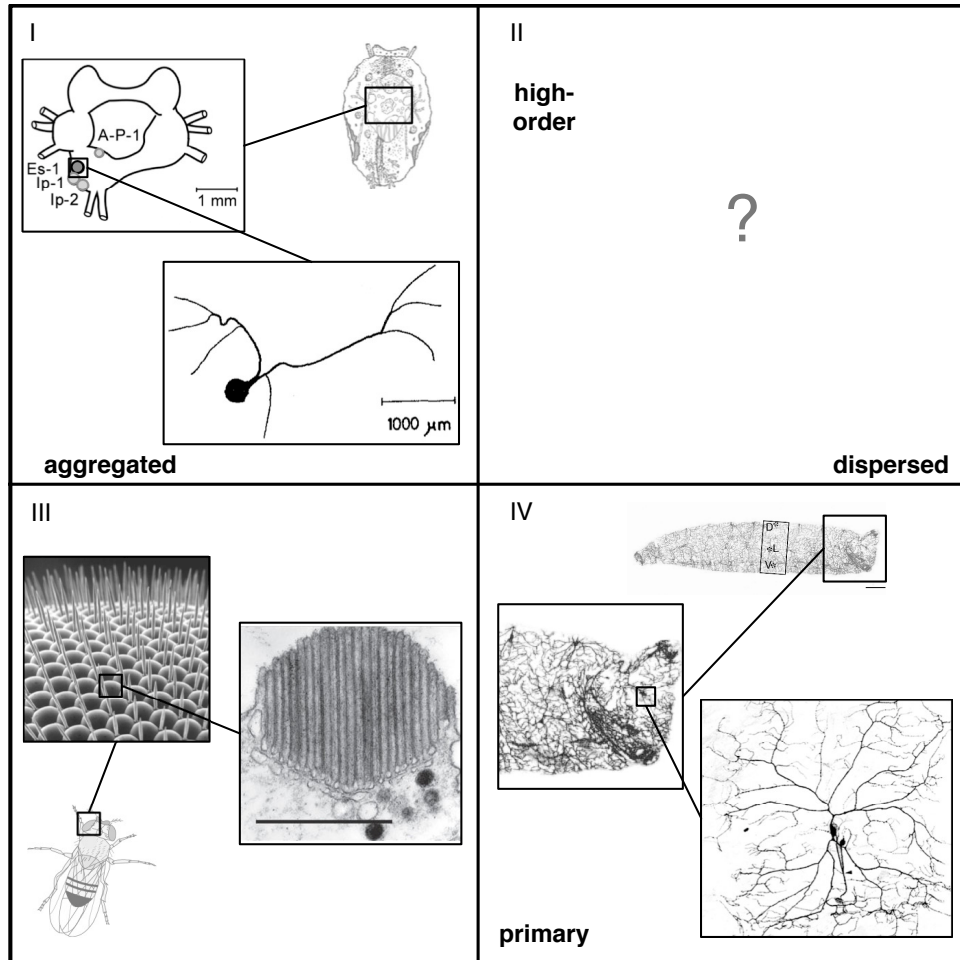 I
A-P-1
Es-1
Ip-1
Ip-2
1 mm
1000 μm
aggregated
II
high-
order
?
dispersed
III
IV
D
L
V
primary